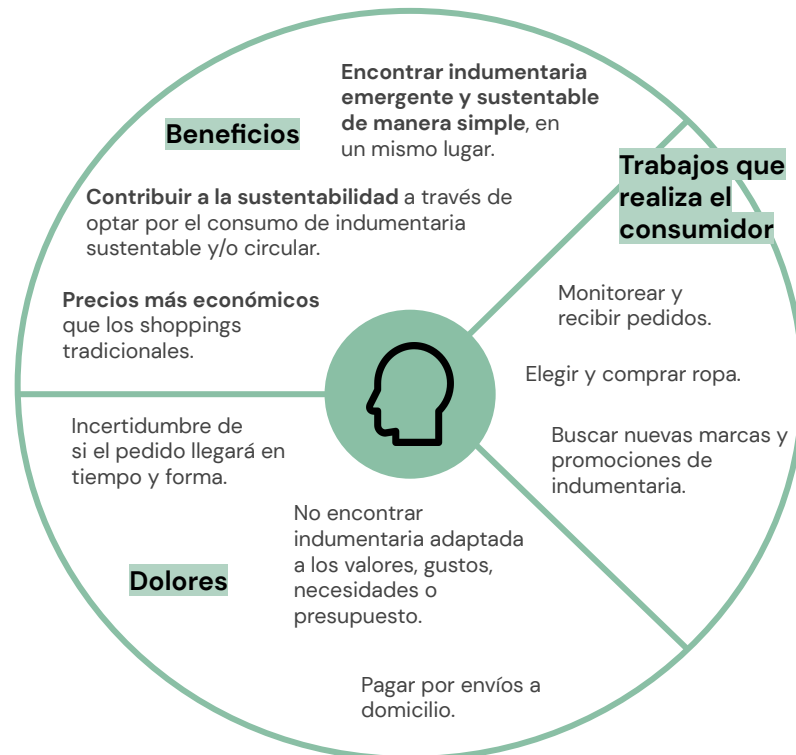 Beneficios
Encontrar indumentaria
emergente y sustentable
de manera simple, en
un mismo lugar.
Contribuir a la sustentabilidad a través de
optar por el consumo de indumentaria
sustentable y/o circular.
Precios más económicos
que los shoppings
tradicionales.
Trabajos que
realiza el
consumidor
Monitorear y
recibir pedidos.
Elegir y comprar ropa.
Buscar nuevas marcas y
promociones de
indumentaria.
Incertidumbre de
si el pedido llegará en
tiempo y forma.
No encontrar
indumentaria adaptada
a los valores, gustos,
necesidades o
presupuesto.
Dolores
Pagar por envíos a
domicilio.